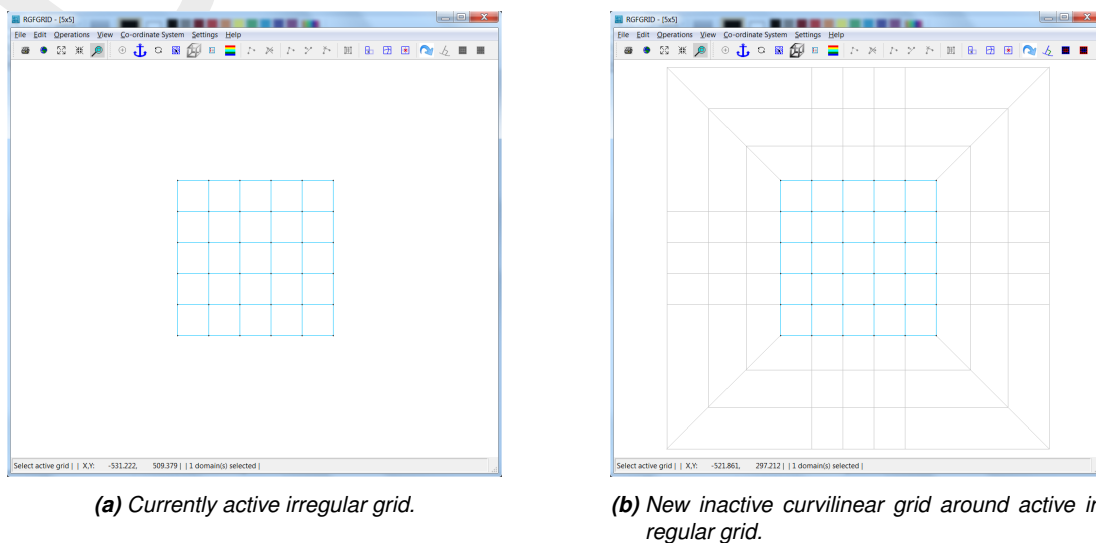 RGFGRID - [5x5]
File Edit Operations View Co-ordinate System Settings Help
Select active grid | | X,Y: -531.222, 509.379 | | 1 domain(s) selected |
(a) Currently active irregular grid.
RGFGRID - [5x5]
File Edit Operations View Co-ordinate System Settings Help
Select active grid | | X,Y: -521.861, 297.212 | | 1 domain(s) selected |
(b) New inactive curvilinear grid around active ir
regular grid.